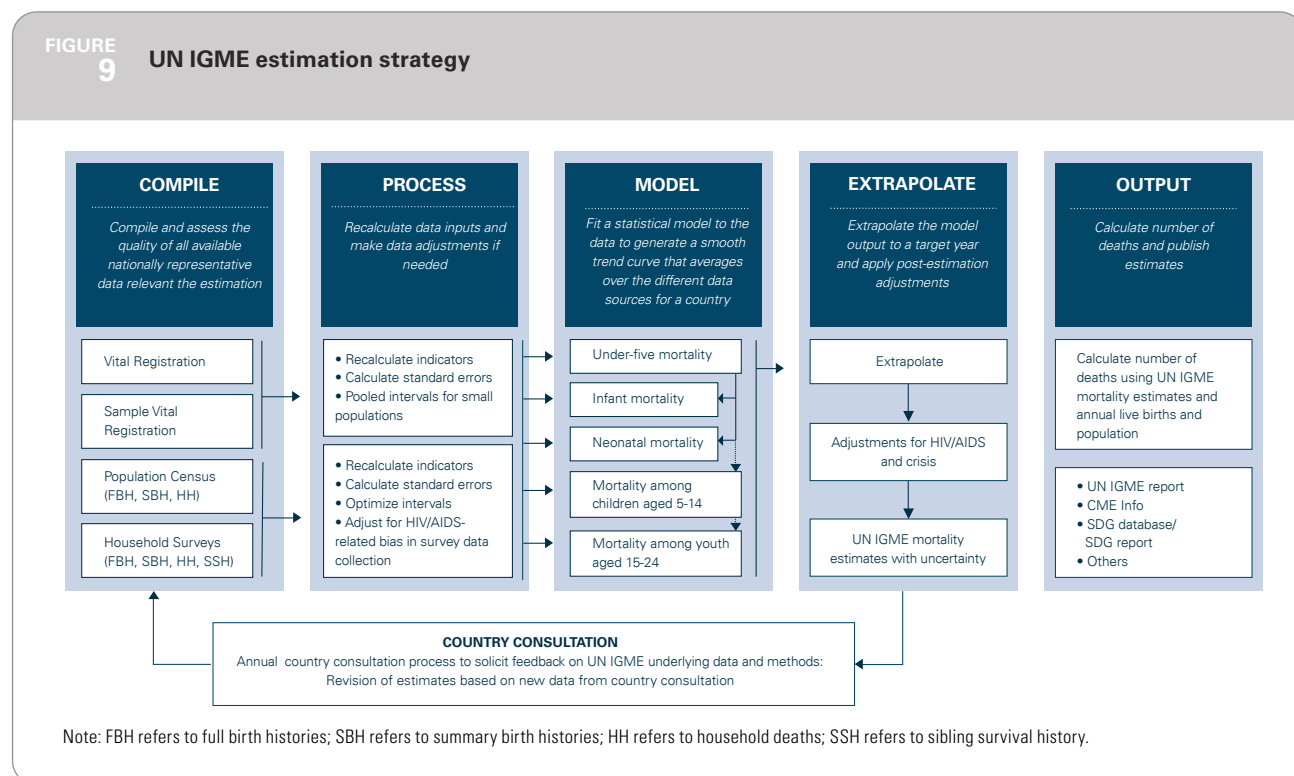 FIGURE
9
UN IGME estimation strategy
COMPILE
Compile and assess the
quality of all available
nationally representative
data relevant the estimation
Vital Registration
Sample Vital
Registration
Population Census
(FBH, SBH, HH)
Household Surveys
(FBH, SBH, HH, SSH)
PROCESS
Recalculate data inputs and
make data adjustments if
needed
• Recalculate indicators
• Calculate standard errors
• Pooled intervals for small
populations
• Recalculate indicators
• Calculate standard errors
• Optimize intervals
• Adjust for HIV/AIDS-
related bias in survey data
collection
MODEL
Fit a statistical model to the
data to generate a smooth
trend curve that averages
over the different data
sources for a country
Under-five mortality
Infant mortality
Neonatal mortality
Mortality among
children aged 5-14
Mortality among youth
aged 15-24
EXTRAPOLATE
Extrapolate the model
output to a target year
and apply post-estimation
adjustments
Extrapolate
Adjustments for HIV/AIDS
and crisis
UN IGME mortality
estimates with uncertainty
OUTPUT
Calculate number of
deaths and publish
estimates
Calculate number of
deaths using UN IGME
mortality estimates and
annual live births and
population
• UN IGME report
• CME Info
• SDG database/
SDG report
• Others
COUNTRY CONSULTATION
Annual country consultation process to solicit feedback on UN IGME underlying data and methods:
Revision of estimates based on new data from country consultation
Note: FBH refers to full birth histories; SBH refers to summary birth histories; HH refers to household deaths; SSH refers to sibling survival history.